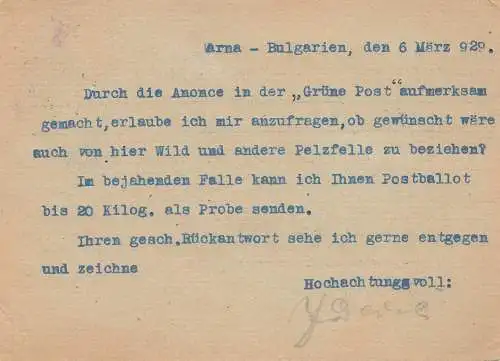 Varna - Bulgarien, den 6 März 929.
Durch die Anonce in der „Grüne Post" aufmerksam
gemacht, erlaube ich mir anzufragen, ob gewünscht wäre
auch von hier Wild und andere Pelzfelle zu beziehen?
Im bejahenden Falle kann ich Ihnen Postballot
bis 20 Kilog. als Probe senden.
Ihren gesch. Rückantwort sehe ich gerne entgegen
und zeichne
Hochachtungsvoll: